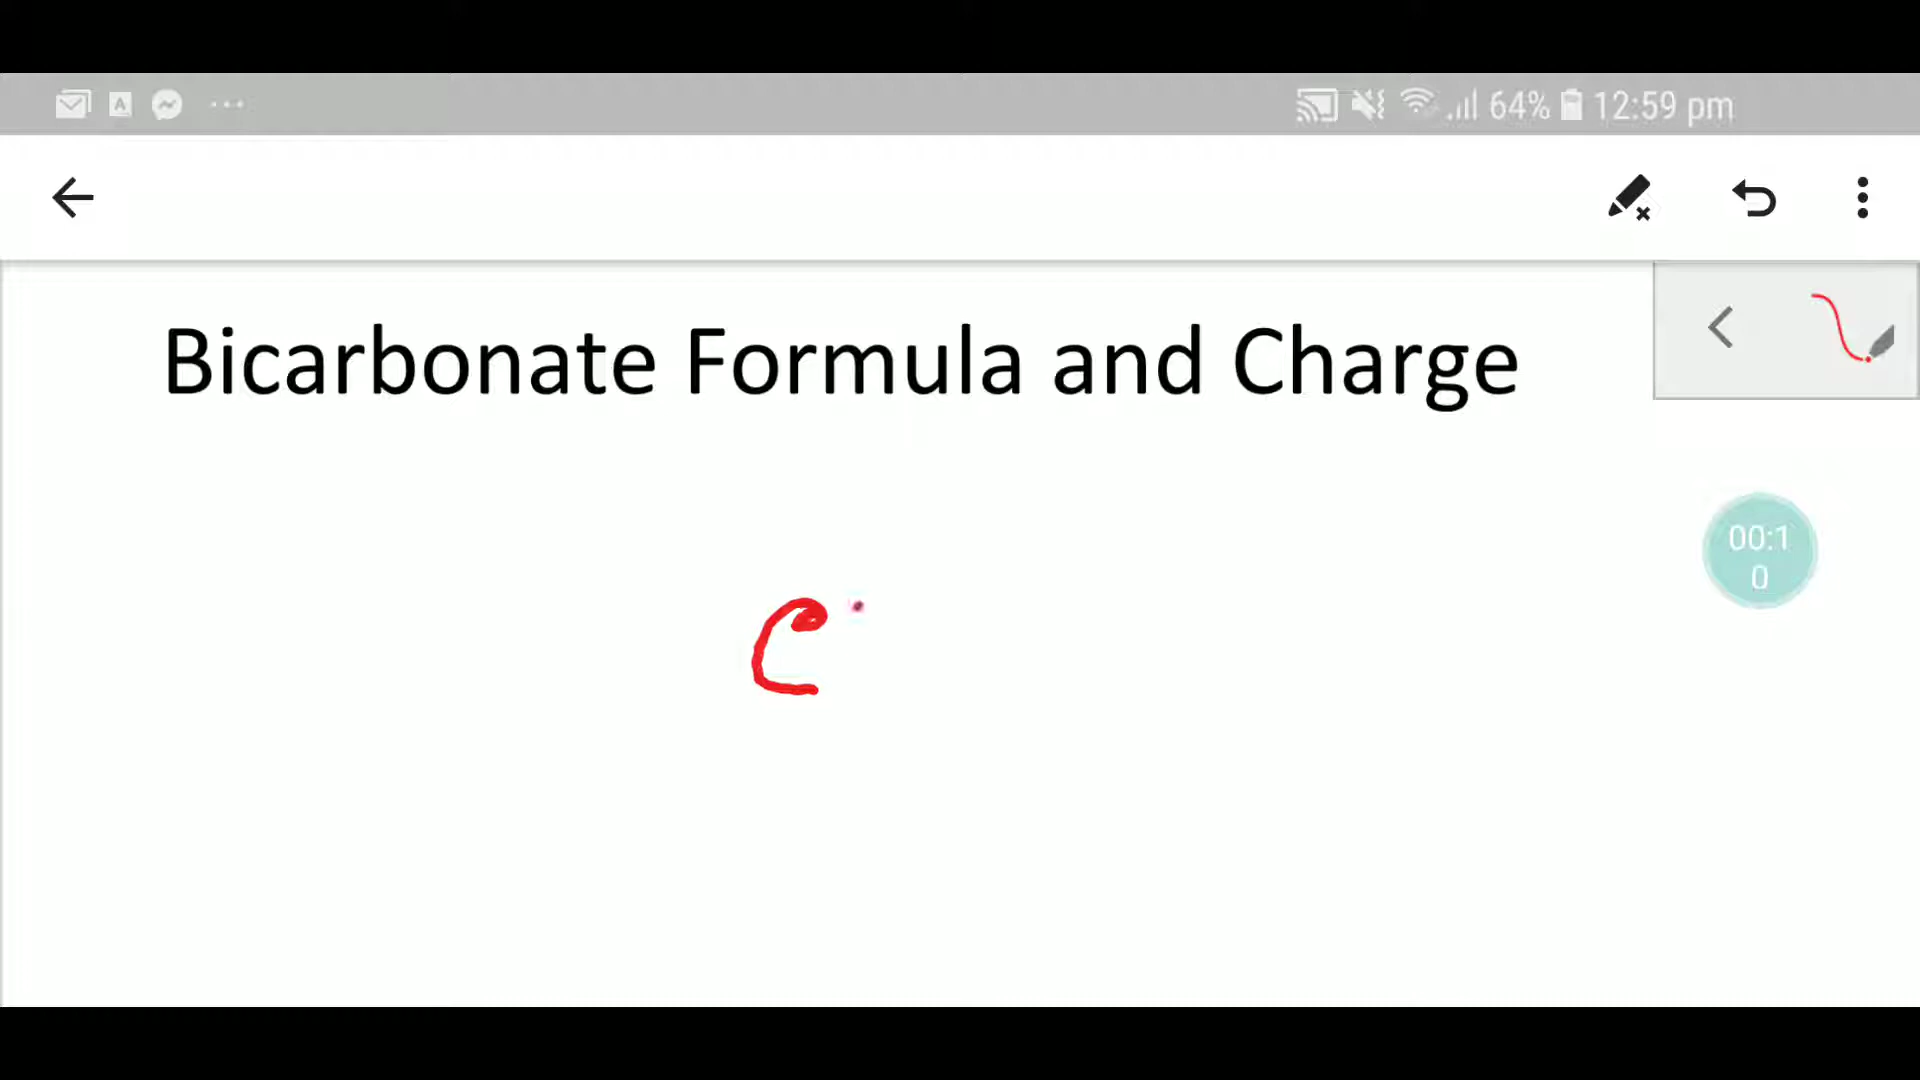 A 64% 12:59 pm
Bicarbonate Formula and Charge
00:1
0
C